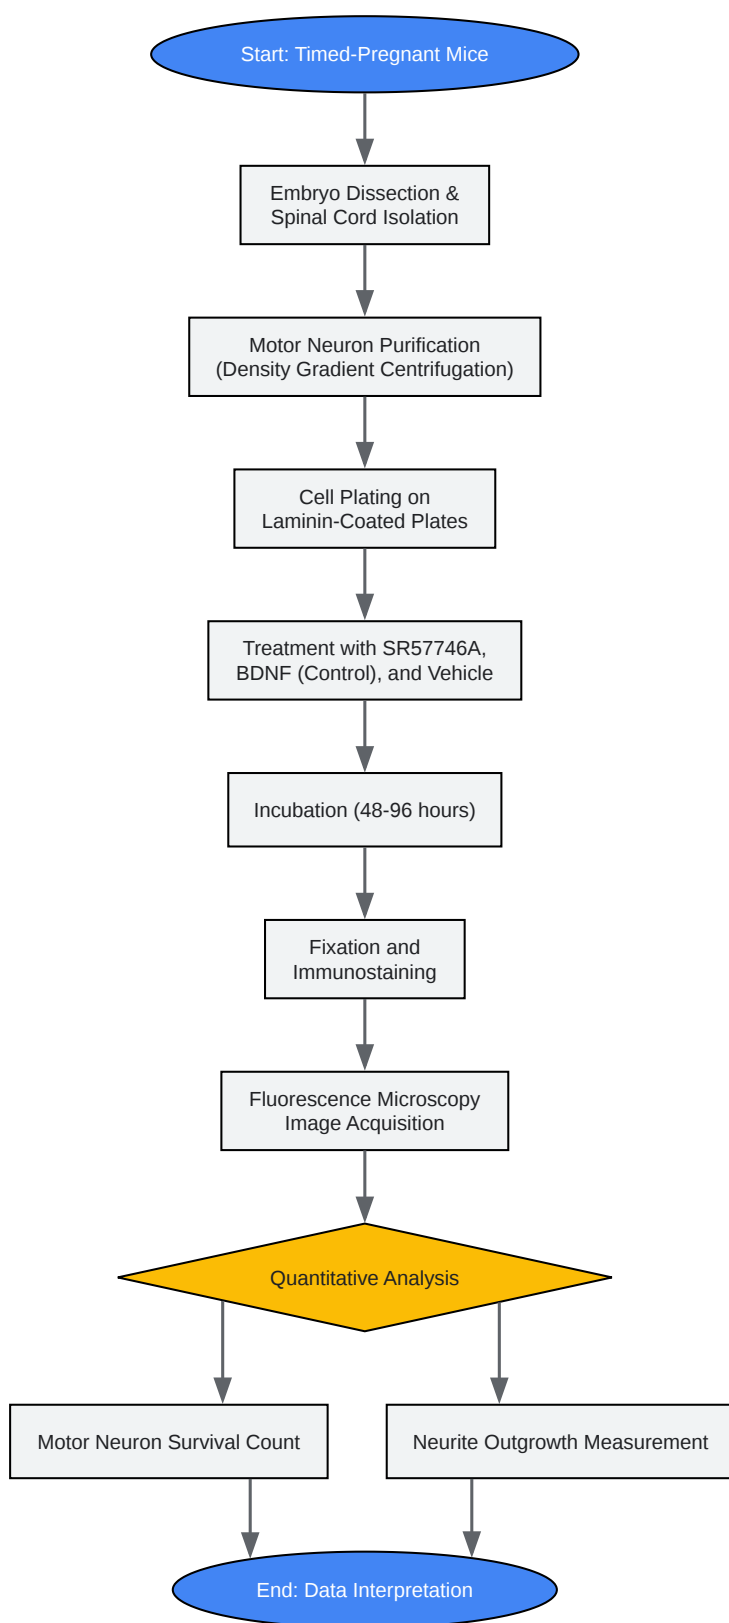 Start: Timed-Pregnant Mice
Embryo Dissection &
Spinal Cord Isolation
Motor Neuron Purification
(Density Gradient Centrifugation)
Cell Plating on
Laminin-Coated Plates
Treatment with SR57746A,
BDNF (Control), and Vehicle
Incubation (48-96 hours)
Fixation and
Immunostaining
Fluorescence Microscopy
Image Acquisition
Quantitative Analysis
Motor Neuron Survival Count
Neurite Outgrowth Measurement
End: Data Interpretation